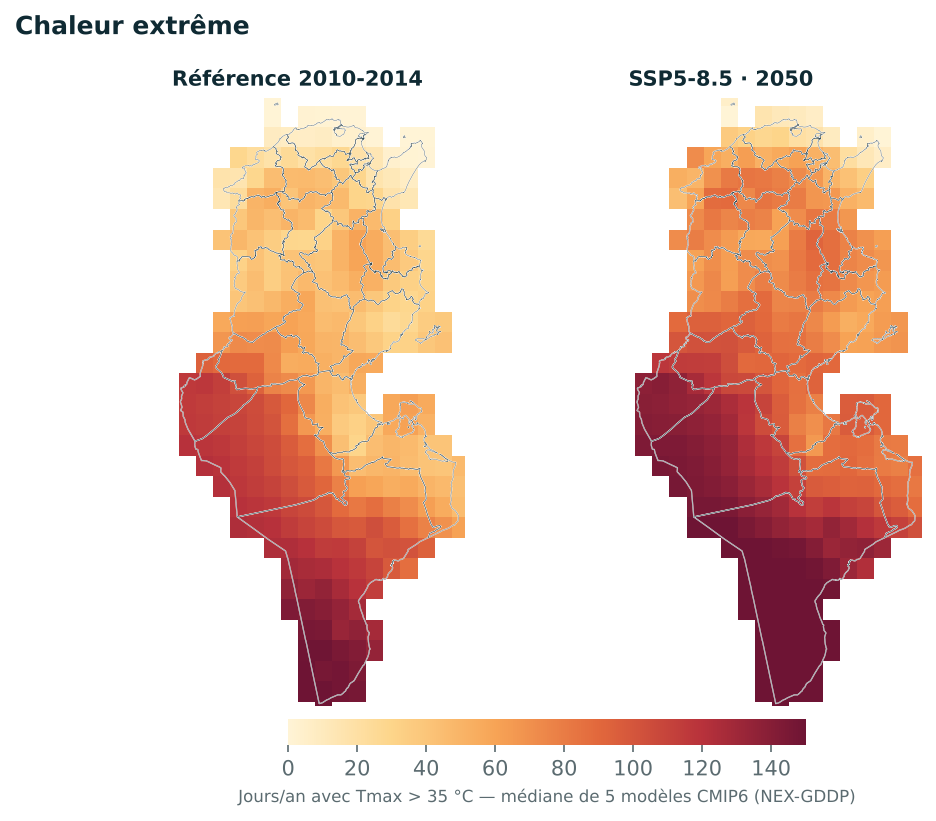 Chaleur extrême
Référence 2010-2014
SSP5-8.5 · 2050
0 20 40 60 80 100 120 140
Jours/an avec Tmax > 35 °C — médiane de 5 modèles CMIP6 (NEX-GDDP)